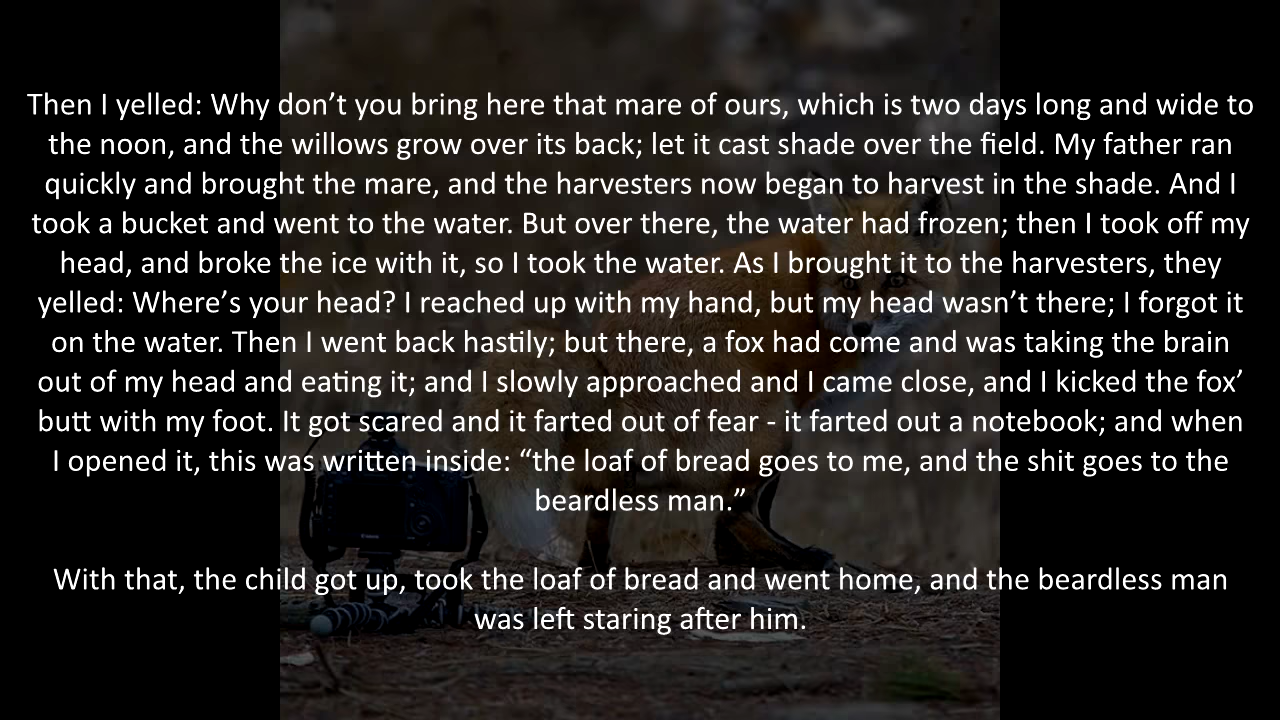 Then I yelled: Why don’t you bring here that mare of ours, which is two days long and wide to
the noon, and the willows grow over its back; let it cast shade over the field. My father ran
quickly and brought the mare, and the harvesters now began to harvest in the shade. And I
took a bucket and went to the water. But over there, the water had frozen; then I took off my
head, and broke the ice with it, so I took the water. As I brought it to the harvesters, they
yelled: Where’s your head? I reached up with my hand, but my head wasn’t there; I forgot it
on the water. Then I went back hastily; but there, a fox had come and was taking the brain
out of my head and eating it; and I slowly approached and I came close, and I kicked the fox’
butt with my foot. It got scared and it farted out of fear - it farted out a notebook; and when
I opened it, this was written inside: “the loaf of bread goes to me, and the shit goes to the
beardless man.”
With that, the child got up, took the loaf of bread and went home, and the beardless man
was left staring after him.